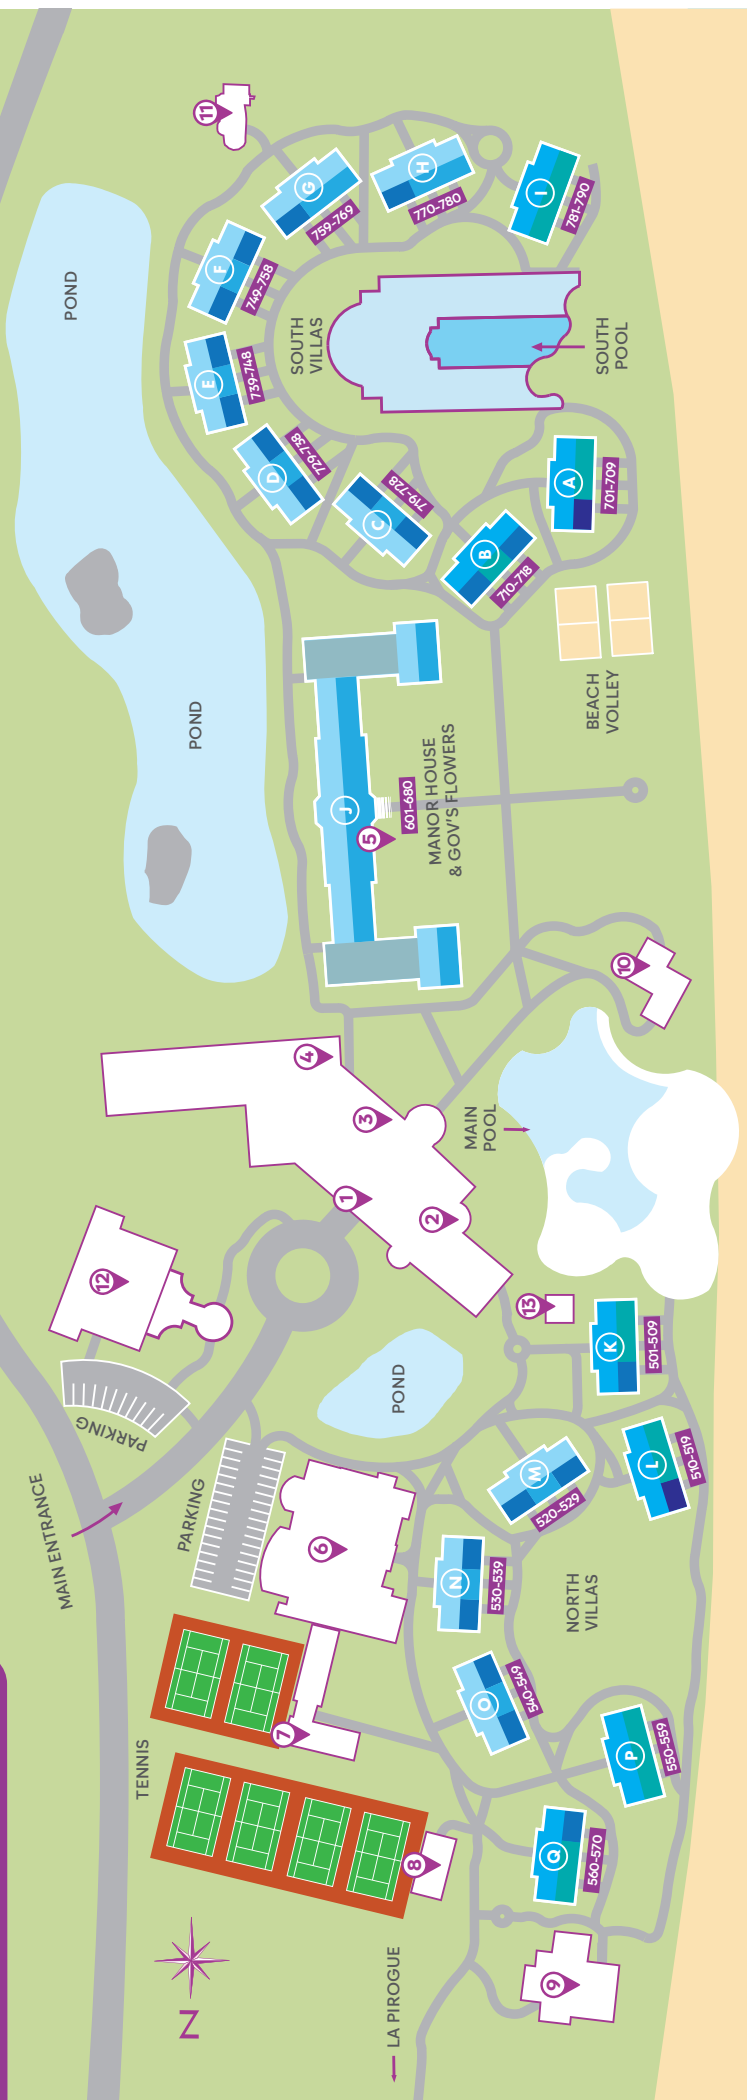 11
G
759-769
H
770-780
I
781-790
F
749-758
POND
SOUTH
VILLAS
SOUTH
POOL
E
739-748
D
729-738
C
719-728
B
710-718
A
701-709
POND
BEACH
VOLLEY
J
601-680
5
MANOR HOUSE
& GOV'S FLOWERS
10
4
3
1
2
MAIN
POOL
12
13
K
501-509
POND
PARKING
MAIN ENTRANCE
PARKING
L
510-519
M
520-529
6
N
530-539
NORTH
VILLAS
O
540-549
7
TENNIS
P
550-559
8
Q
560-570
9
N
LA PIROGUE